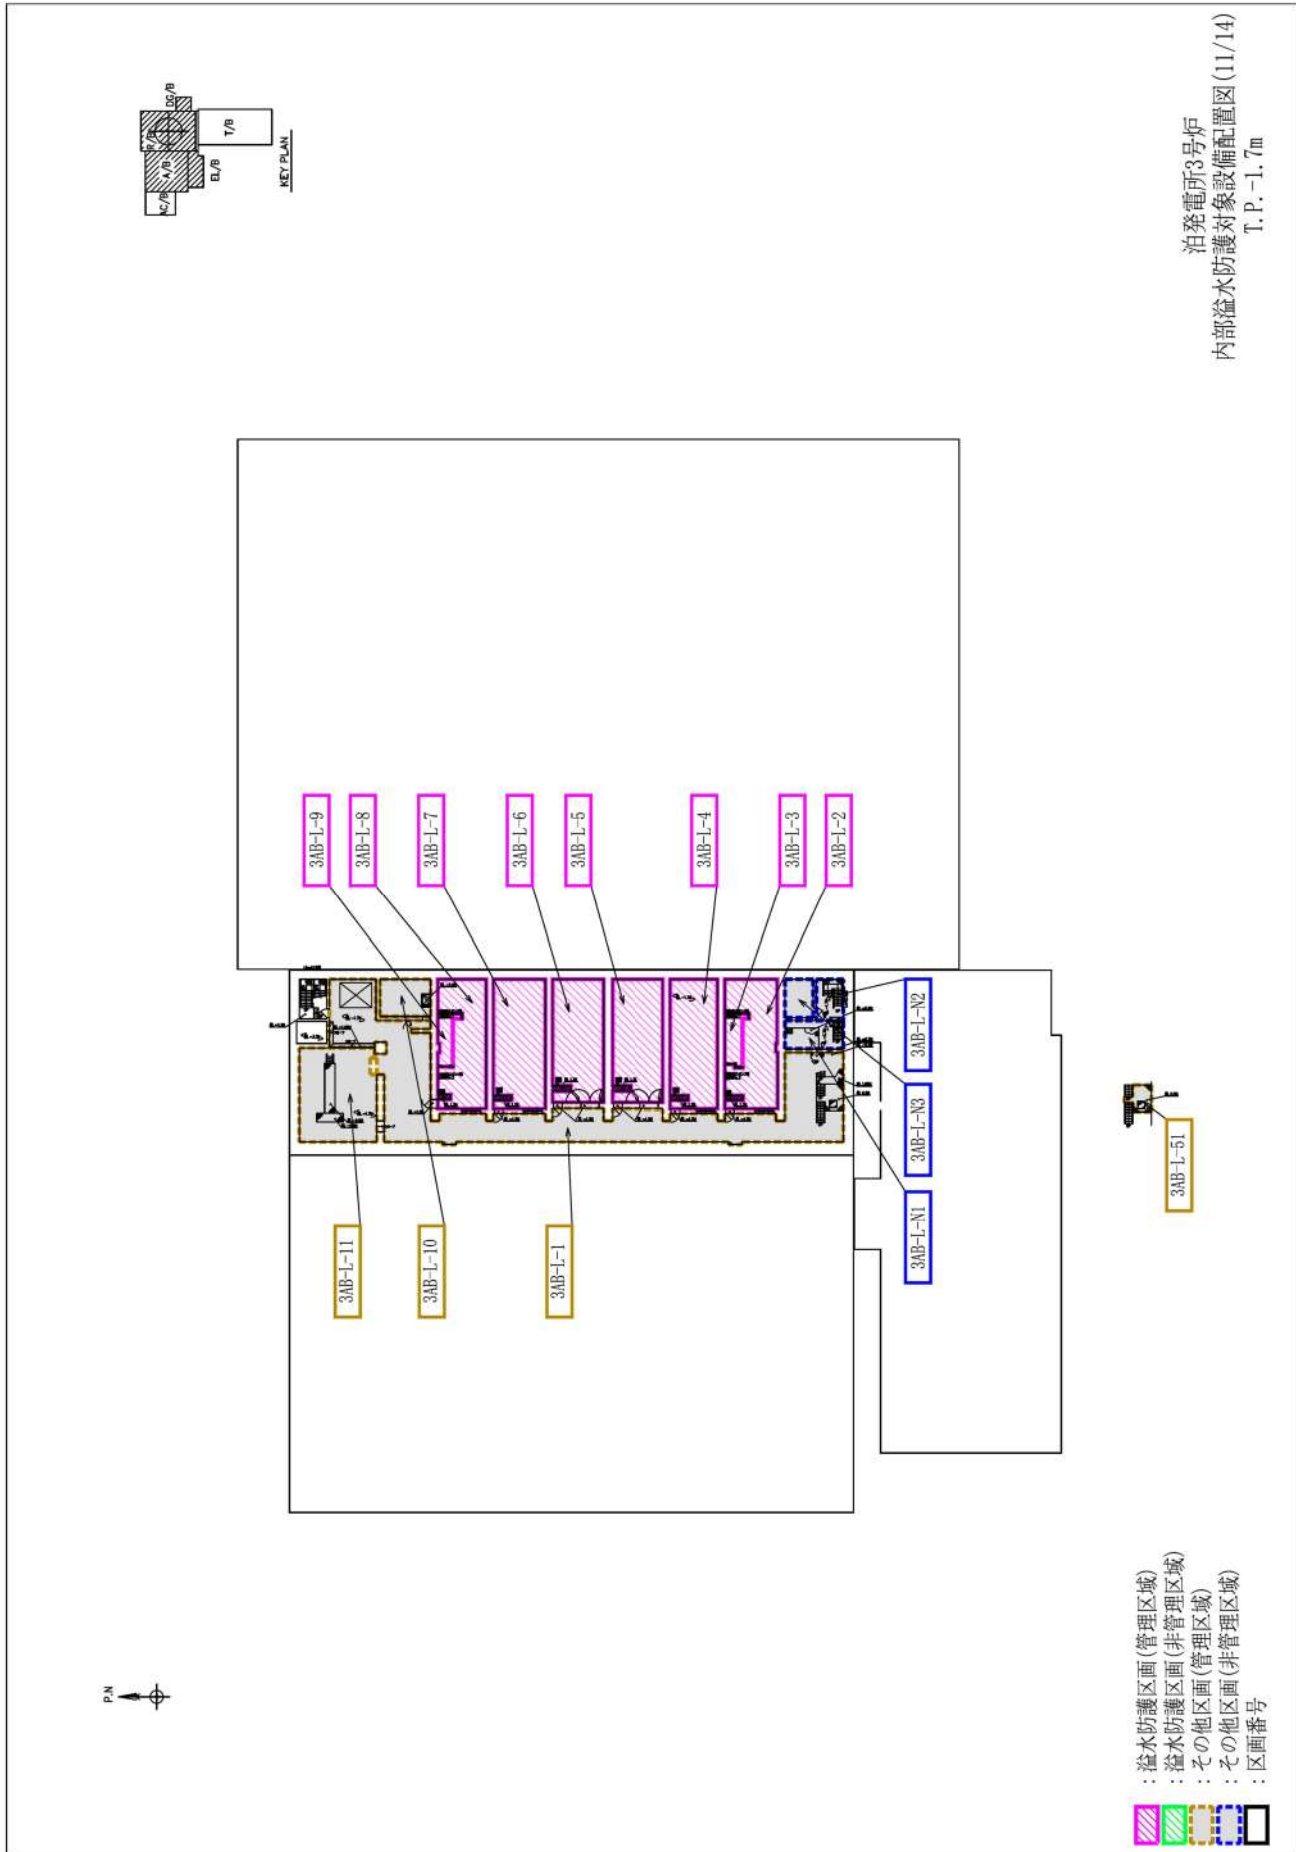 P.N
R/B
DG/B
A/B
AC/B
T/B
EL/B
KEY PLAN
3AB-L-9
3AB-L-8
3AB-L-7
3AB-L-6
3AB-L-5
3AB-L-4
3AB-L-3
3AB-L-2
3AB-L-11
3AB-L-10
3AB-L-1
3AB-L-N2
3AB-L-N3
3AB-L-N1
3AB-L-51
：溢水防護区画(管理区域)
：溢水防護区画(非管理区域)
：その他区画(管理区域)
：その他区画(非管理区域)
：区画番号
泊発電所3号炉
内部溢水防護対象設備配置図(11/14)
T.P.-1.7m